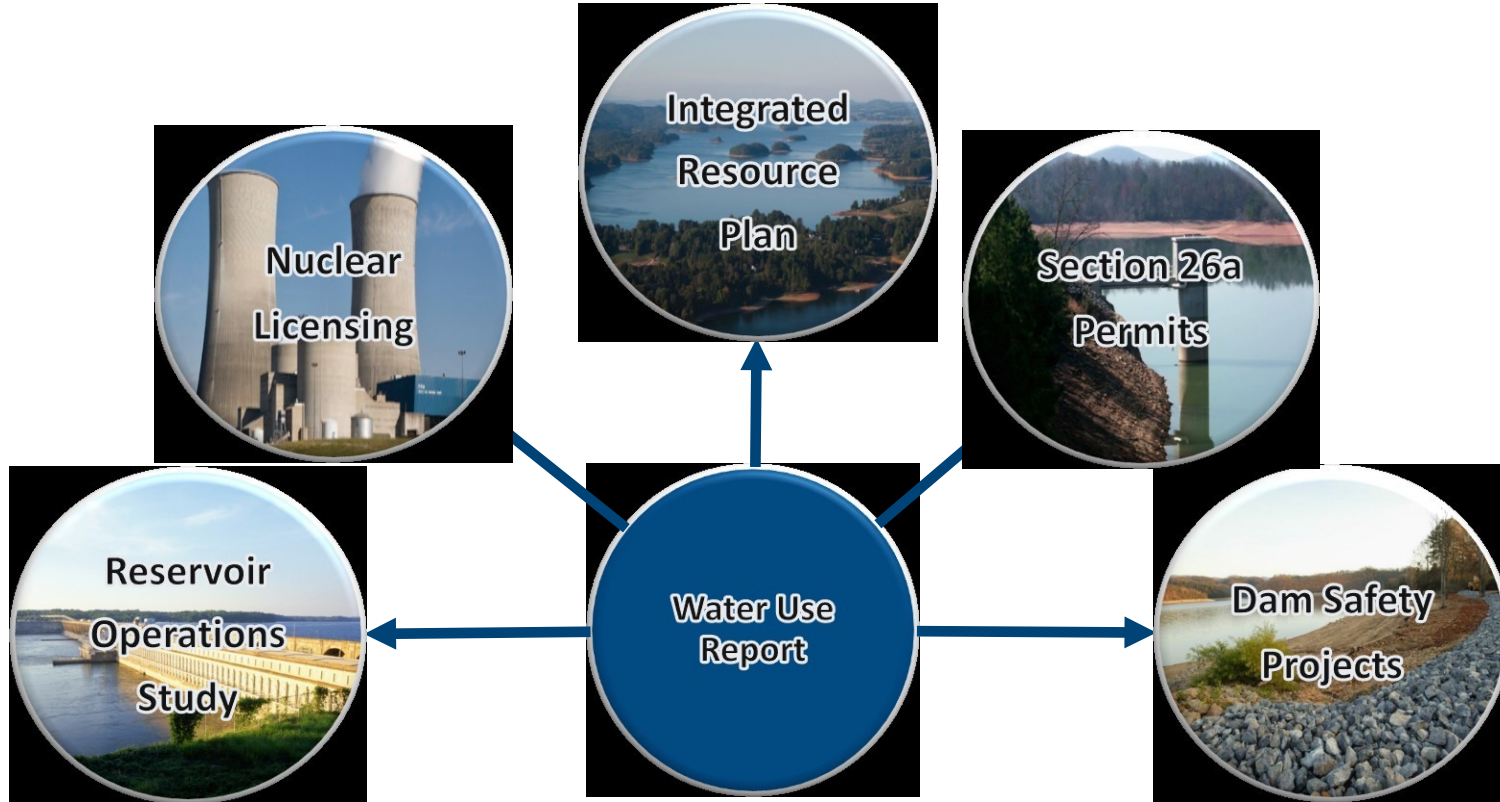 Integrated
Resource
Plan
Nuclear
Licensing
Section 26a
Permits
Reservoir
Operations
Study
Water Use
Report
Dam Safety
Projects